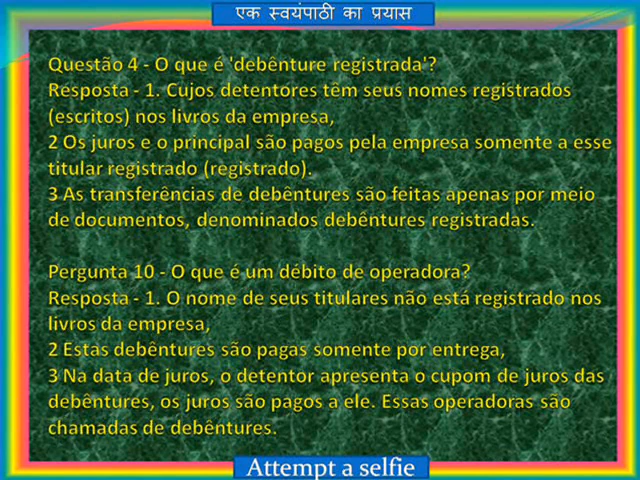 एक स्वयंपाठी का प्रयास
Questão 4 - O que é 'debênture registrada'?
Resposta - 1. Cujos detentores têm seus nomes registrados
(escritos) nos livros da empresa,
2 Os juros e o principal são pagos pela empresa somente a esse
titular registrado (registrado).
3 As transferências de debêntures são feitas apenas por meio
de documentos, denominados debêntures registradas.
Pergunta 10 - O que é um débito de operadora?
Resposta - 1. O nome de seus titulares não está registrado nos
livros da empresa,
2 Estas debêntures são pagas somente por entrega,
3 Na data de juros, o detentor apresenta o cupom de juros das
debêntures, os juros são pagos a ele. Essas operadoras são
chamadas de debêntures.
Attempt a selfie